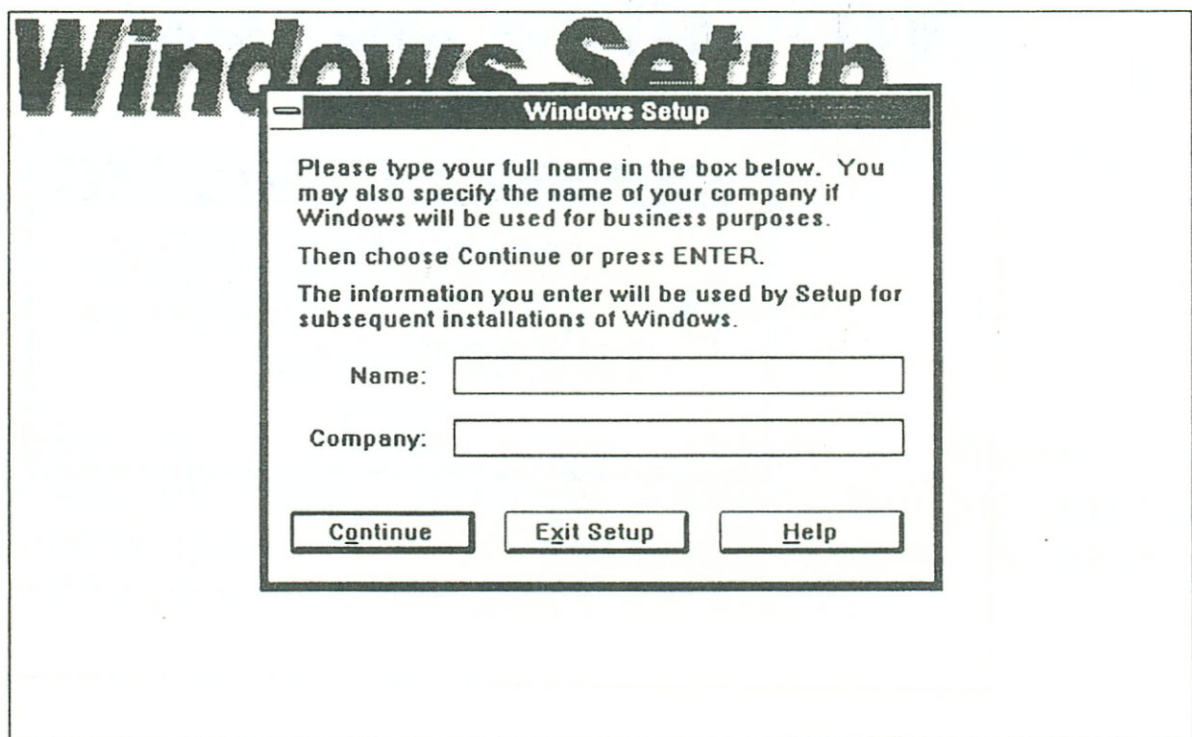 Windows Setup
Windows Setup
Please type your full name in the box below. You
may also specify the name of your company if
Windows will be used for business purposes.
Then choose Continue or press ENTER.
The information you enter will be used by Setup for
subsequent installations of Windows.
Name:
Company:
Continue Exit Setup Help